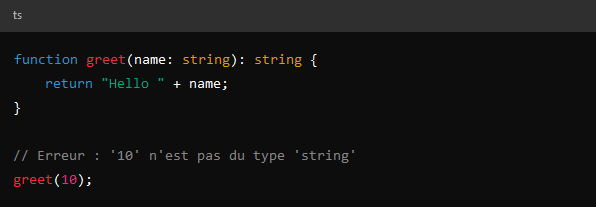 ts
function greet(name: string): string {
    return "Hello " + name;
}
// Erreur : '10' n'est pas du type 'string'
greet(10);